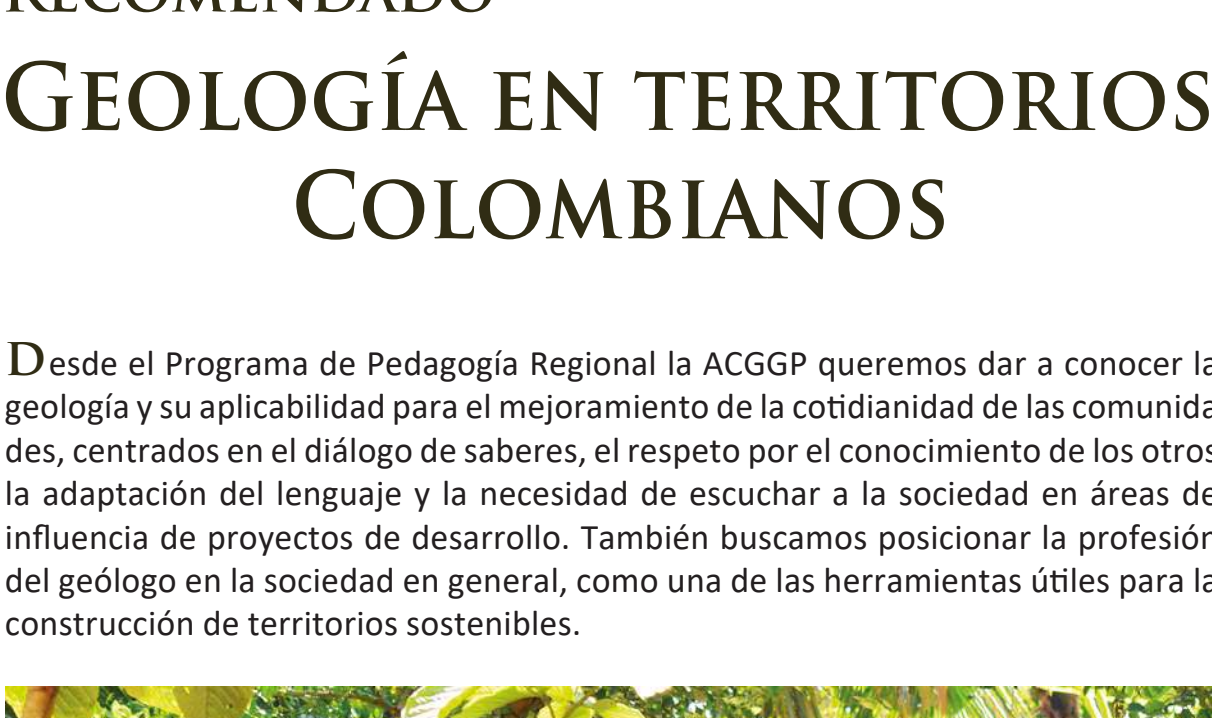 RECOMENDADO
GEOLOGÍA EN TERRITORIOS
COLOMBIANOS
Desde el Programa de Pedagogía Regional la ACGGP queremos dar a conocer la
geología y su aplicabilidad para el mejoramiento de la cotidianidad de las comunida
des, centrados en el diálogo de saberes, el respeto por el conocimiento de los otros
la adaptación del lenguaje y la necesidad de escuchar a la sociedad en áreas de
influencia de proyectos de desarrollo. También buscamos posicionar la profesión
del geólogo en la sociedad en general, como una de las herramientas útiles para la
construcción de territorios sostenibles.